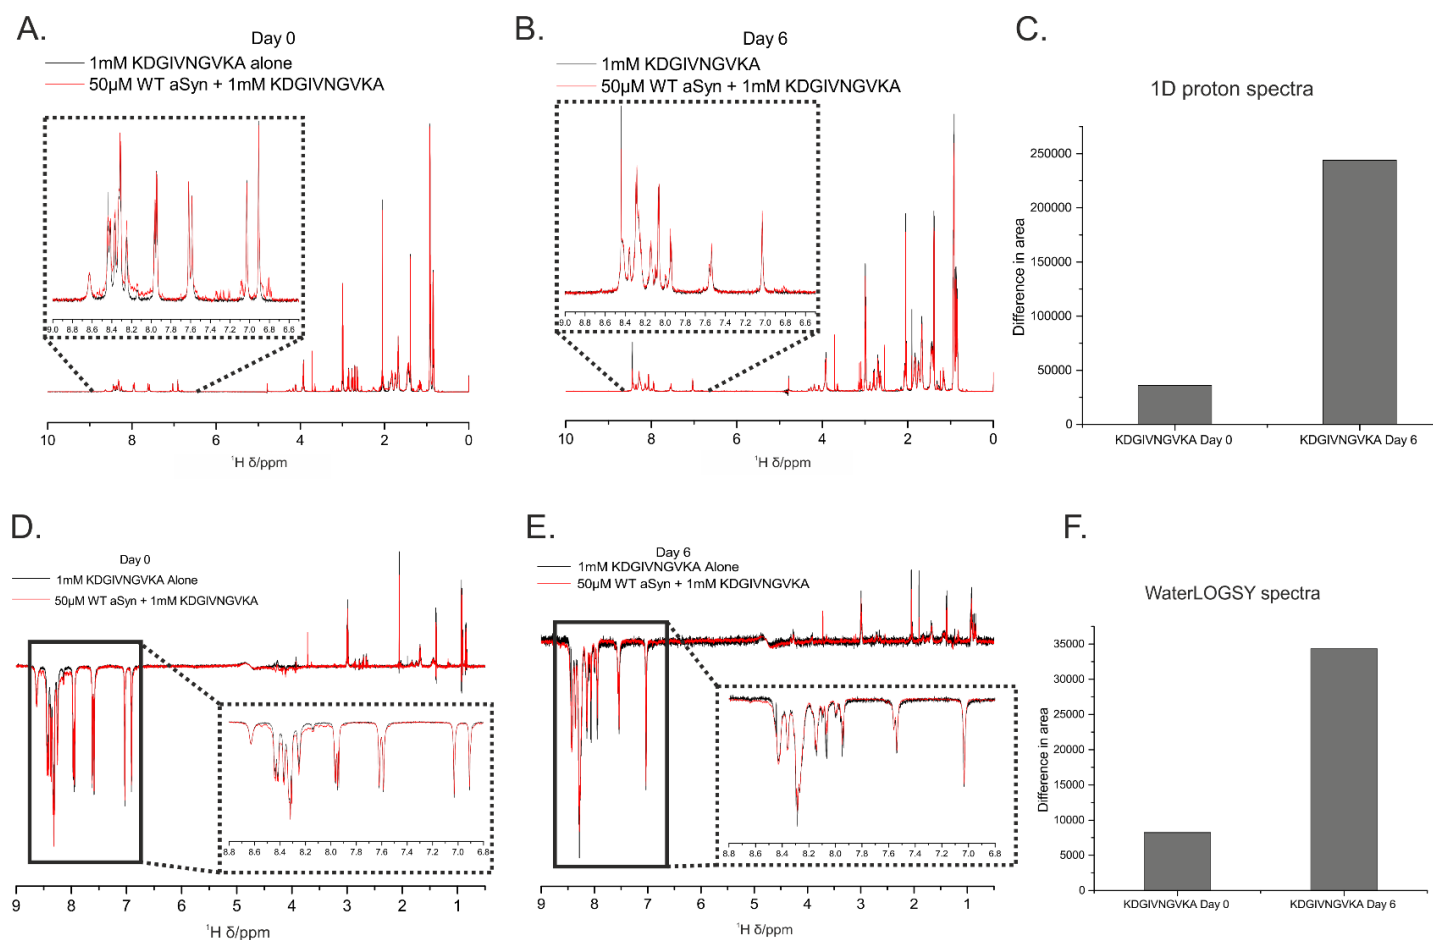 A.
Day 0
1mM KDGIVNGVKA alone
50µM WT aSyn + 1mM KDGIVNGVKA
9.0 8.8 8.6 8.4 8.2 8.0 7.8 7.6 7.4 7.2 7.0 6.8 6.6
10 8 6 4 2 0
¹H δ/ppm
B.
Day 6
1mM KDGIVNGVKA
50µM WT aSyn + 1mM KDGIVNGVKA
9.0 8.8 8.6 8.4 8.2 8.0 7.8 7.6 7.4 7.2 7.0 6.8 6.6
10 8 6 4 2 0
¹H δ/ppm
C.
1D proton spectra
Difference in area
250000
200000
150000
100000
50000
0
KDGIVNGVKA Day 0 KDGIVNGVKA Day 6
D.
Day 0
1mM KDGIVNGVKA Alone
50µM WT aSyn + 1mM KDGIVNGVKA
8.8 8.6 8.4 8.2 8.0 7.8 7.6 7.4 7.2 7.0 6.8
9 8 7 6 5 4 3 2 1
¹H δ/ppm
E.
Day 6
1mM KDGIVNGVKA Alone
50µM WT aSyn + 1mM KDGIVNGVKA
8.8 8.6 8.4 8.2 8.0 7.8 7.6 7.4 7.2 7.0 6.8
9 8 7 6 5 4 3 2 1
¹H δ/ppm
F.
WaterLOGSY spectra
Difference in area
35000
30000
25000
20000
15000
10000
5000
0
KDGIVNGVKA Day 0 KDGIVNGVKA Day 6